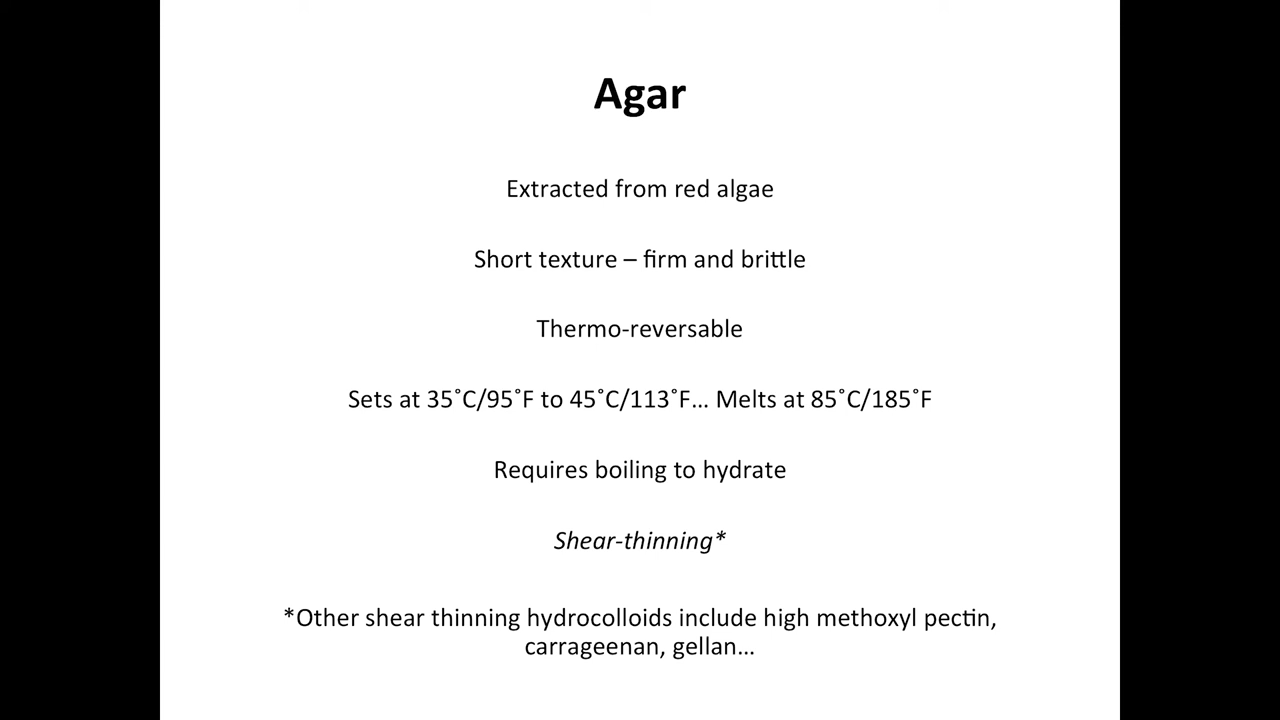 Agar
Extracted from red algae
Short texture – firm and brittle
Thermo-reversable
Sets at 35˚C/95˚F to 45˚C/113˚F… Melts at 85˚C/185˚F
Requires boiling to hydrate
Shear-thinning*
*Other shear thinning hydrocolloids include high methoxyl pectin,
carrageenan, gellan…